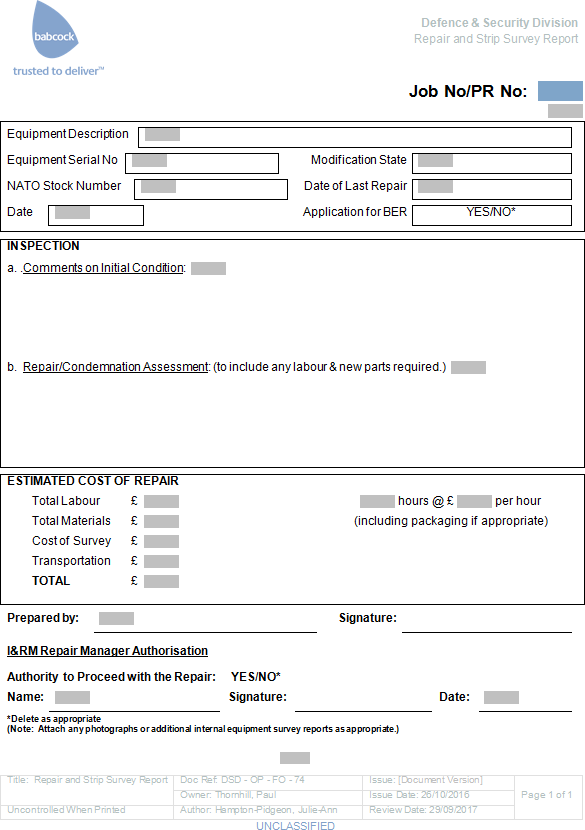 babcock
trusted to deliver™
Defence & Security Division
Repair and Strip Survey Report
Job No/PR No:
Equipment Description
Equipment Serial No
Modification State
NATO Stock Number
Date of Last Repair
Date
Application for BER
YES/NO*
INSPECTION
a. .Comments on Initial Condition:
b. Repair/Condemnation Assessment: (to include any labour & new parts required.)
ESTIMATED COST OF REPAIR
Total Labour £ hours @ £ per hour
Total Materials £ (including packaging if appropriate)
Cost of Survey £
Transportation £
TOTAL £
Prepared by: Signature:
I&RM Repair Manager Authorisation
Authority to Proceed with the Repair: YES/NO*
Name: Signature: Date:
*Delete as appropriate
(Note: Attach any photographs or additional internal equipment survey reports as appropriate.)
Title: Repair and Strip Survey Report Doc Ref: DSD - OP - FO - 74 Issue: [Document Version]
Owner: Thornhill, Paul Issue Date: 26/10/2016 Page 1 of 1
Uncontrolled When Printed Author: Hampton-Pidgeon, Julie-Ann Review Date: 29/09/2017
UNCLASSIFIED